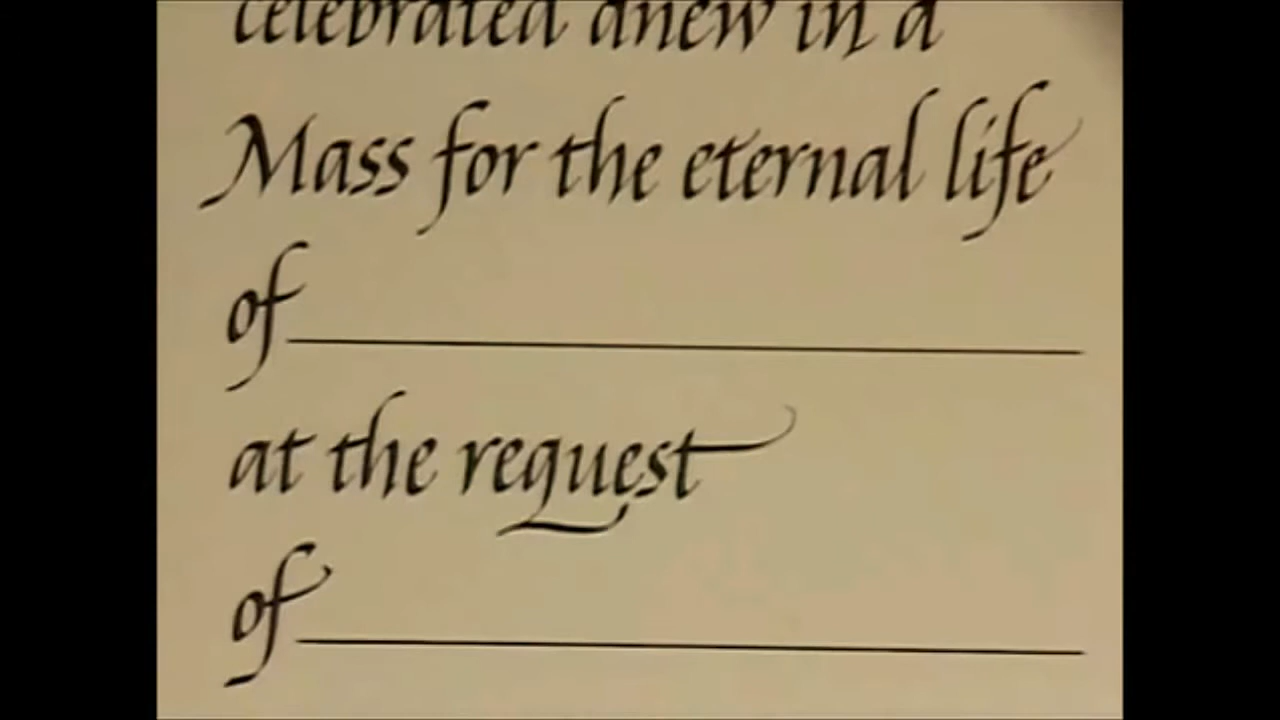 celebrated anew in a
Mass for the eternal life
of
at the request
of